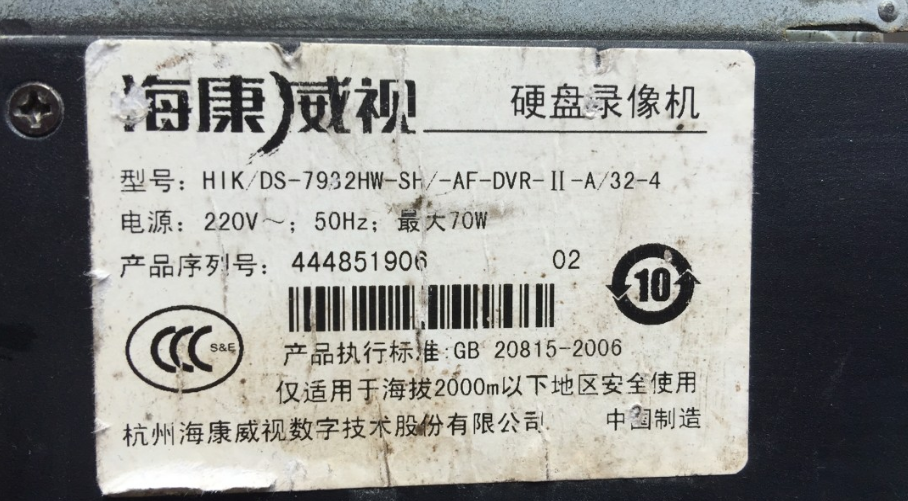 海康威视 硬盘录像机
型号: HIK/DS-7932HW-SH/-AF-DVR-II-A/32-4
电源: 220V～; 50Hz; 最大70W
产品序列号: 444851906 02
10
CCC S&E
产品执行标准:GB 20815-2006
仅适用于海拔2000m以下地区安全使用
杭州海康威视数字技术股份有限公司 中国制造